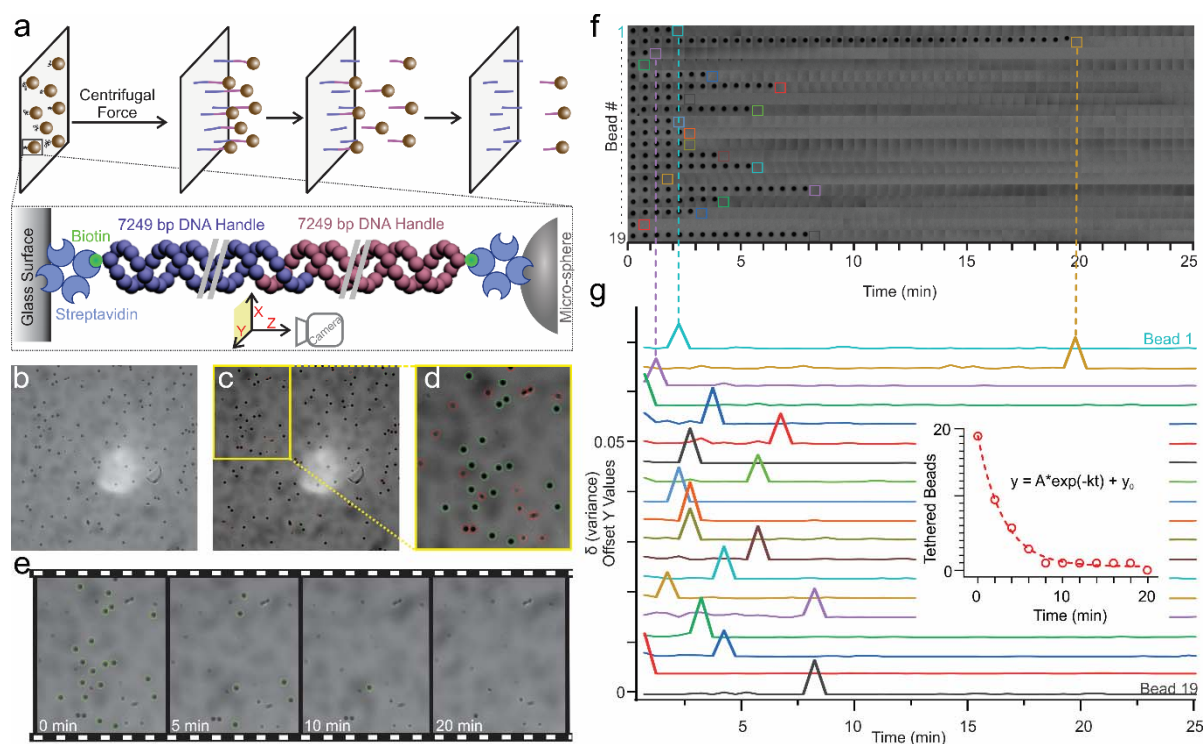 a
Centrifugal
Force
7249 bp DNA Handle
7249 bp DNA Handle
Biotin
Glass Surface
Streptavidin
X
Y
Z
Camera
Micro-sphere
b
c
d
e
0 min
5 min
10 min
20 min
f
1
Bead #
19
0
5
10
15
20
25
Time (min)
g
Bead 1
0.05
δ (variance)
Offset Y Values
0
Bead 19
5
10
15
20
25
Time (min)
20
Tethered Beads
0
y = A*exp(-kt) + y₀
0
10
20
Time (min)